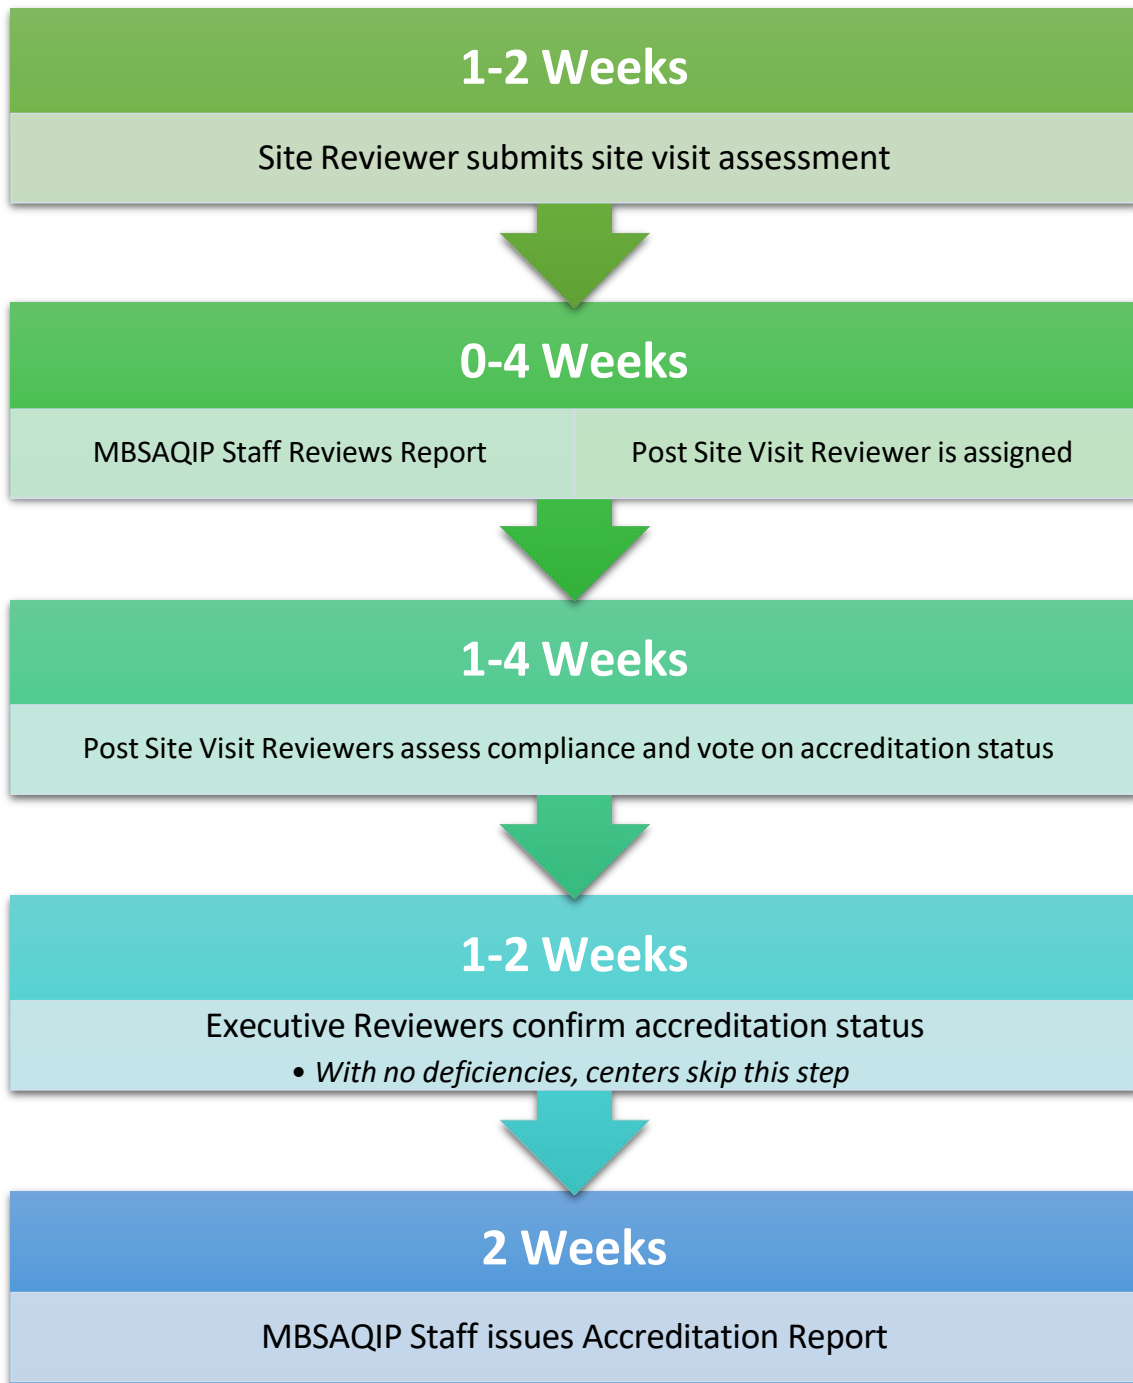 1-2 Weeks
Site Reviewer submits site visit assessment
0-4 Weeks
MBSAQIP Staff Reviews Report
Post Site Visit Reviewer is assigned
1-4 Weeks
Post Site Visit Reviewers assess compliance and vote on accreditation status
1-2 Weeks
Executive Reviewers confirm accreditation status
• With no deficiencies, centers skip this step
2 Weeks
MBSAQIP Staff issues Accreditation Report